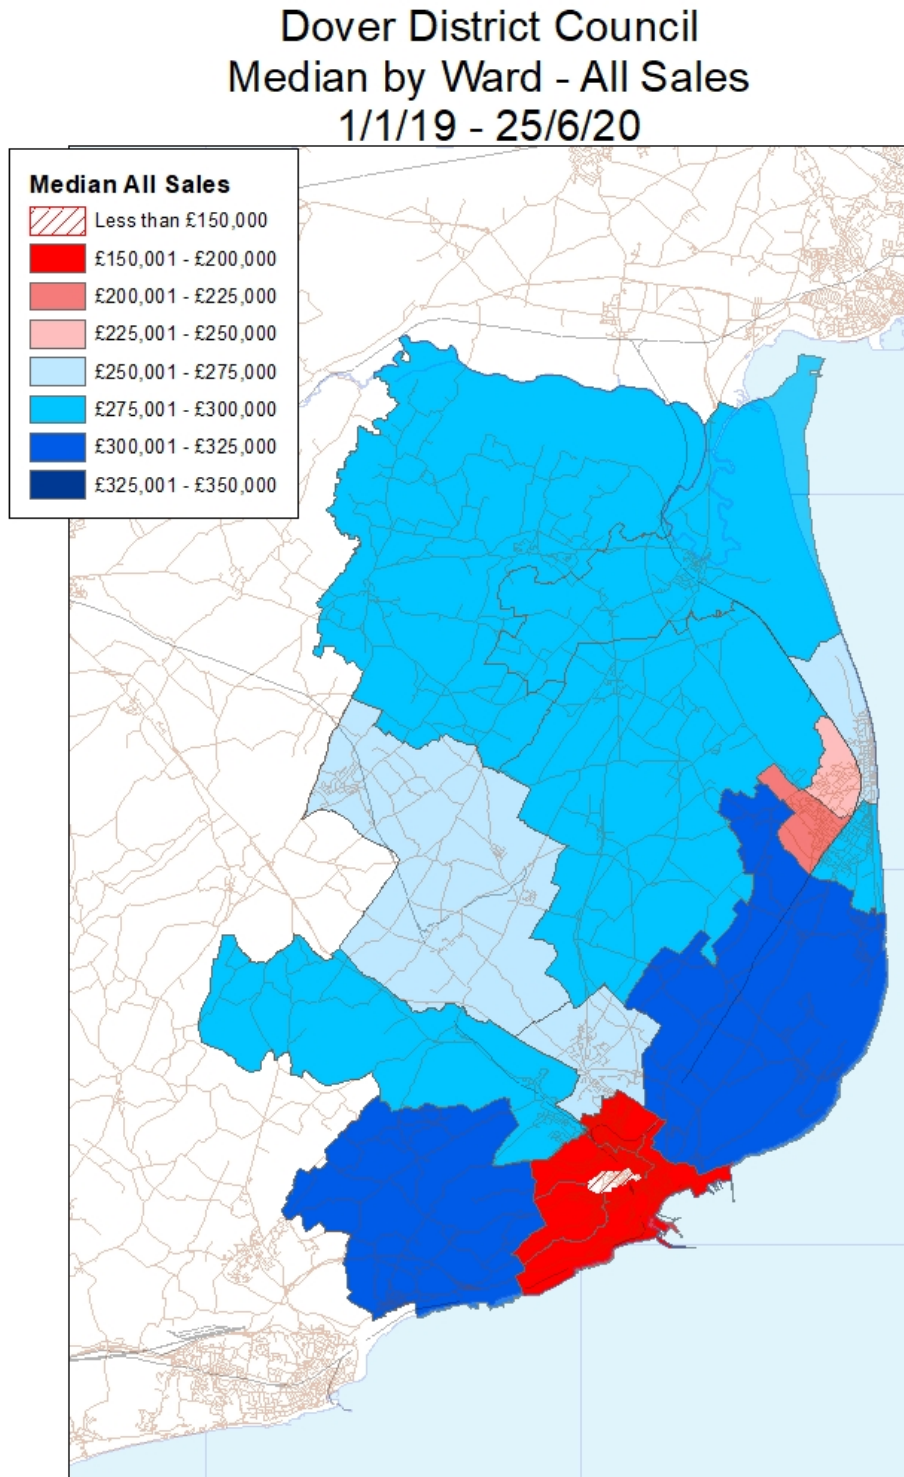 Dover District Council
Median by Ward - All Sales
1/1/19 - 25/6/20
Median All Sales
Less than £150,000
£150,001 - £200,000
£200,001 - £225,000
£225,001 - £250,000
£250,001 - £275,000
£275,001 - £300,000
£300,001 - £325,000
£325,001 - £350,000